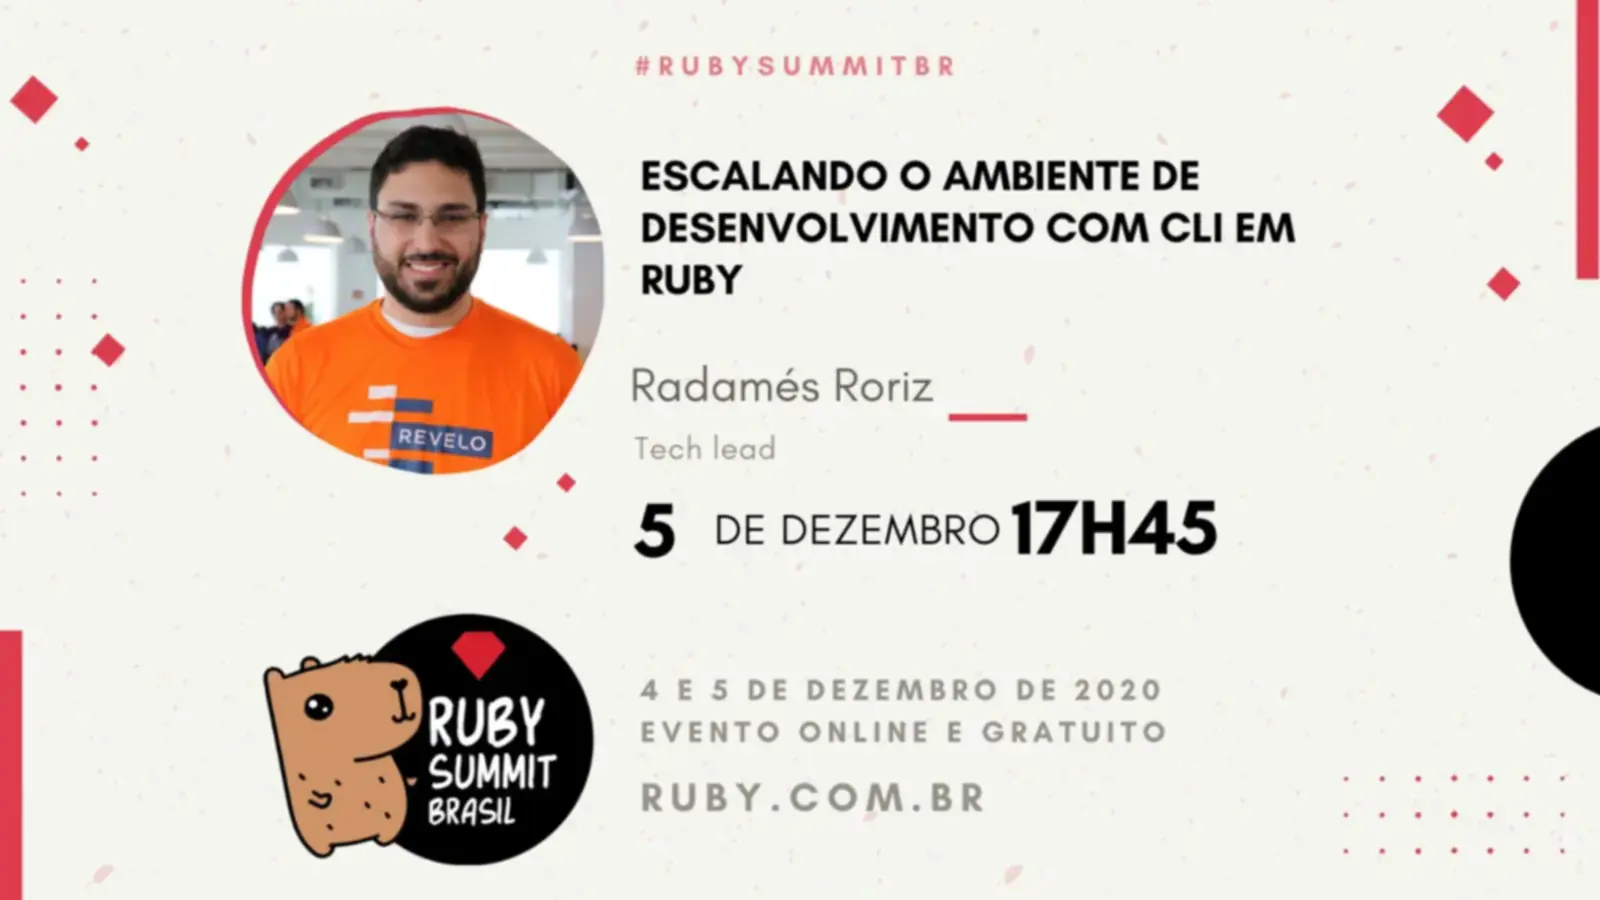 #RUBYSUMMITBR
ESCALANDO O AMBIENTE DE
DESENVOLVIMENTO COM CLI EM
RUBY
Radamés Roriz
Tech lead
5 DE DEZEMBRO 17H45
REVELO
RUBY
SUMMIT
BRASIL
4 E 5 DE DEZEMBRO DE 2020
EVENTO ONLINE E GRATUITO
RUBY.COM.BR